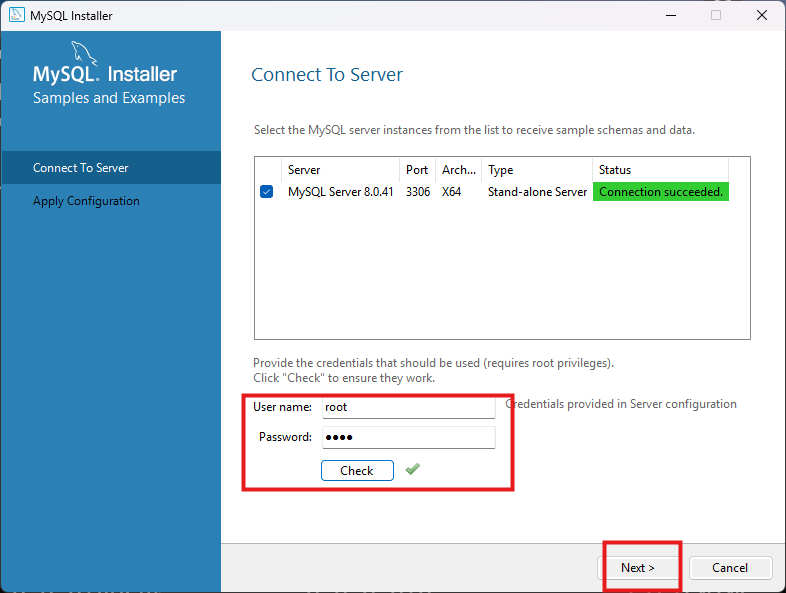 MySQL Installer
MySQL. Installer
Samples and Examples
Connect To Server
Apply Configuration
Connect To Server
Select the MySQL server instances from the list to receive sample schemas and data.
Server Port Arch... Type Status
MySQL Server 8.0.41 3306 X64 Stand-alone Server Connection succeeded.
Provide the credentials that should be used (requires root privileges).
Click "Check" to ensure they work.
User name: root Credentials provided in Server configuration
Password: ●●●●
Check
Next > Cancel